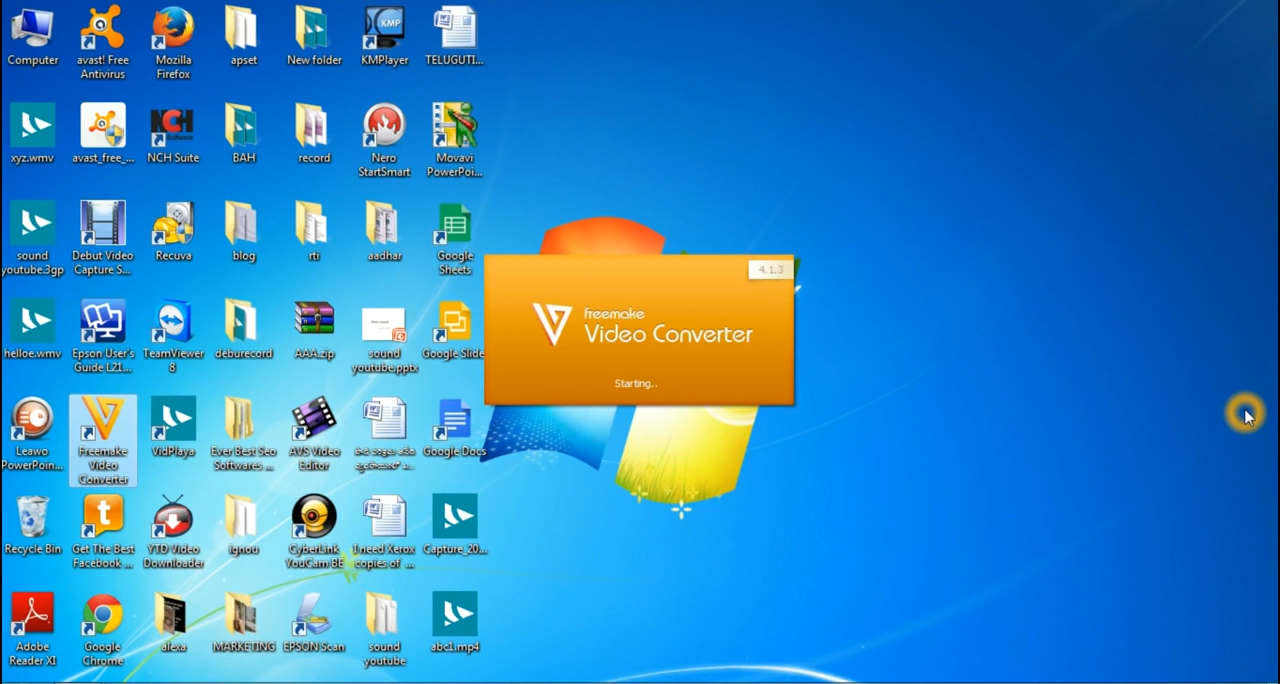 Computer
avast! Free
Antivirus
Mozilla
Firefox
apset
New folder
KMP
KMPlayer
TELUGUTI...
xyz.wmv
avast_free_...
NCH
Software
NCH Suite
BAH
record
Nero
StartSmart
Movavi
PowerPoi...
sound
youtube.3gp
Debut Video
Capture S...
Recuva
blog
rti
aadhar
Google
Sheets
helloe.wmv
Epson User's
Guide L21...
TeamViewer
8
deburecord
AAA.zip
sound
youtube.pptx
Google Slide
4.1.3
freemake
Video Converter
Starting..
Leawo
PowerPoin...
Freemake
Video
Converter
VidPlaya
Ever Best Seo
Softwares ...
AVS Video
Editor
Google Docs
Recycle Bin
t
Get The Best
Facebook ...
YTD Video
Downloader
ignou
CyberLink
YouCam BE
I need Xerox
copies of ...
Capture_20...
Adobe
Reader XI
Google
Chrome
alexa
MARKETING
EPSON Scan
sound
youtube
abc1.mp4